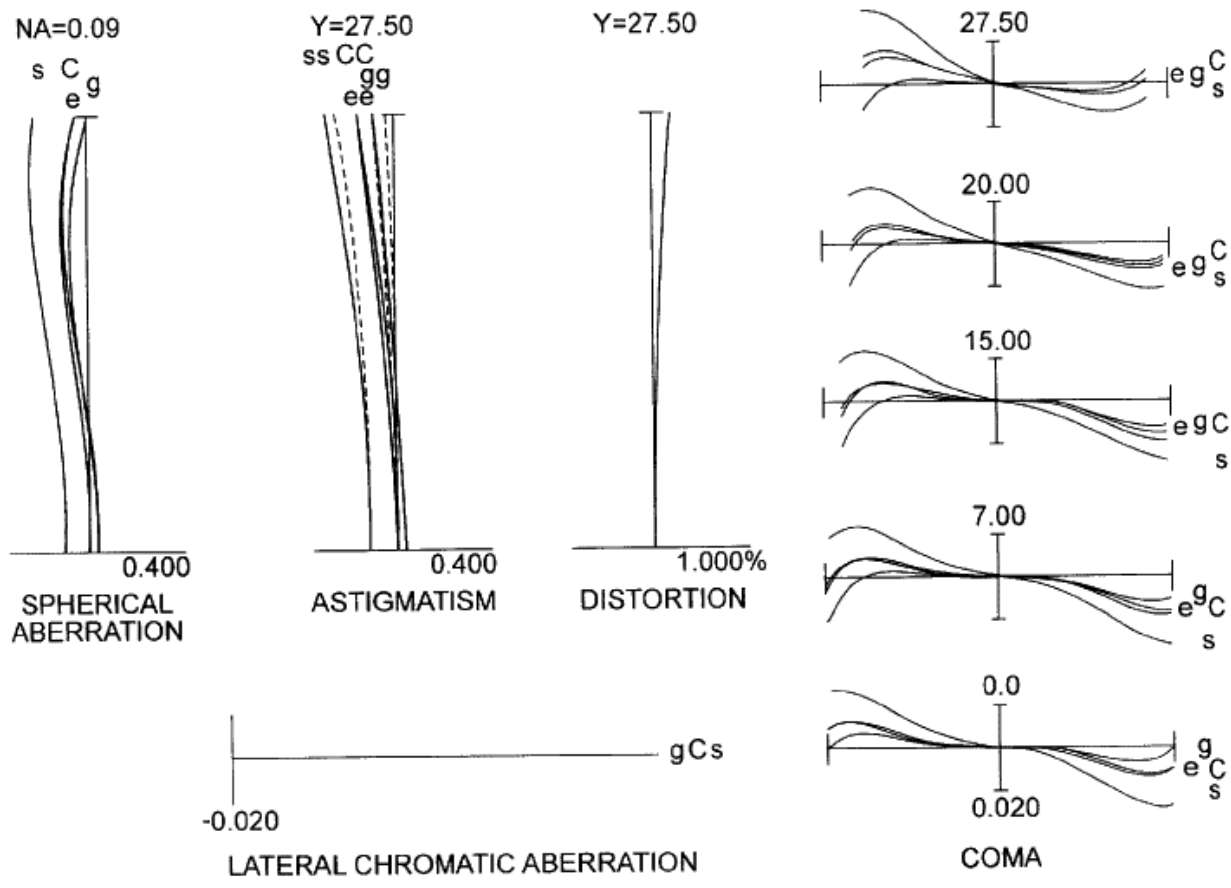 NA=0.09
s C
e g
0.400
SPHERICAL
ABERRATION
Y=27.50
ss CC
gg
ee
0.400
ASTIGMATISM
Y=27.50
1.000%
DISTORTION
-0.020
gCs
LATERAL CHROMATIC ABERRATION
27.50
e g C
s
20.00
e g C
s
15.00
e g C
s
7.00
g
e C
s
0.0
g
e C
s
0.020
COMA